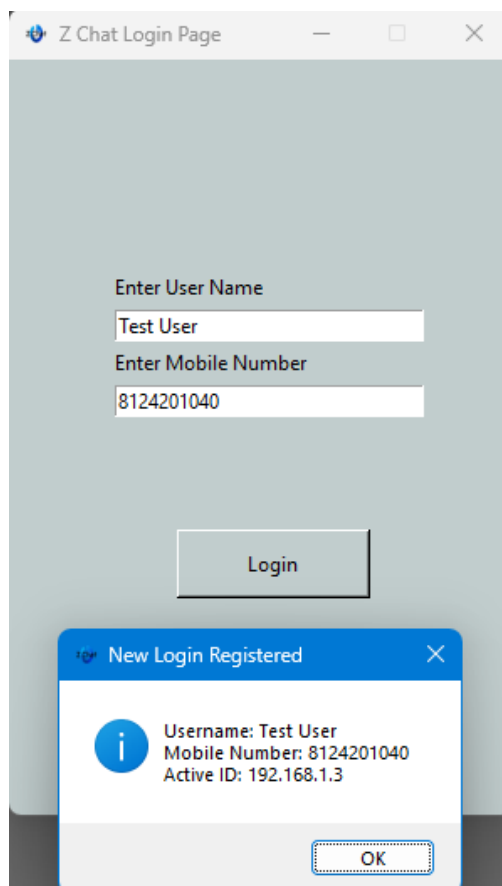 Z Chat Login Page
Enter User Name
Test User
Enter Mobile Number
8124201040
Login
New Login Registered
Username: Test User
Mobile Number: 8124201040
Active ID: 192.168.1.3
OK